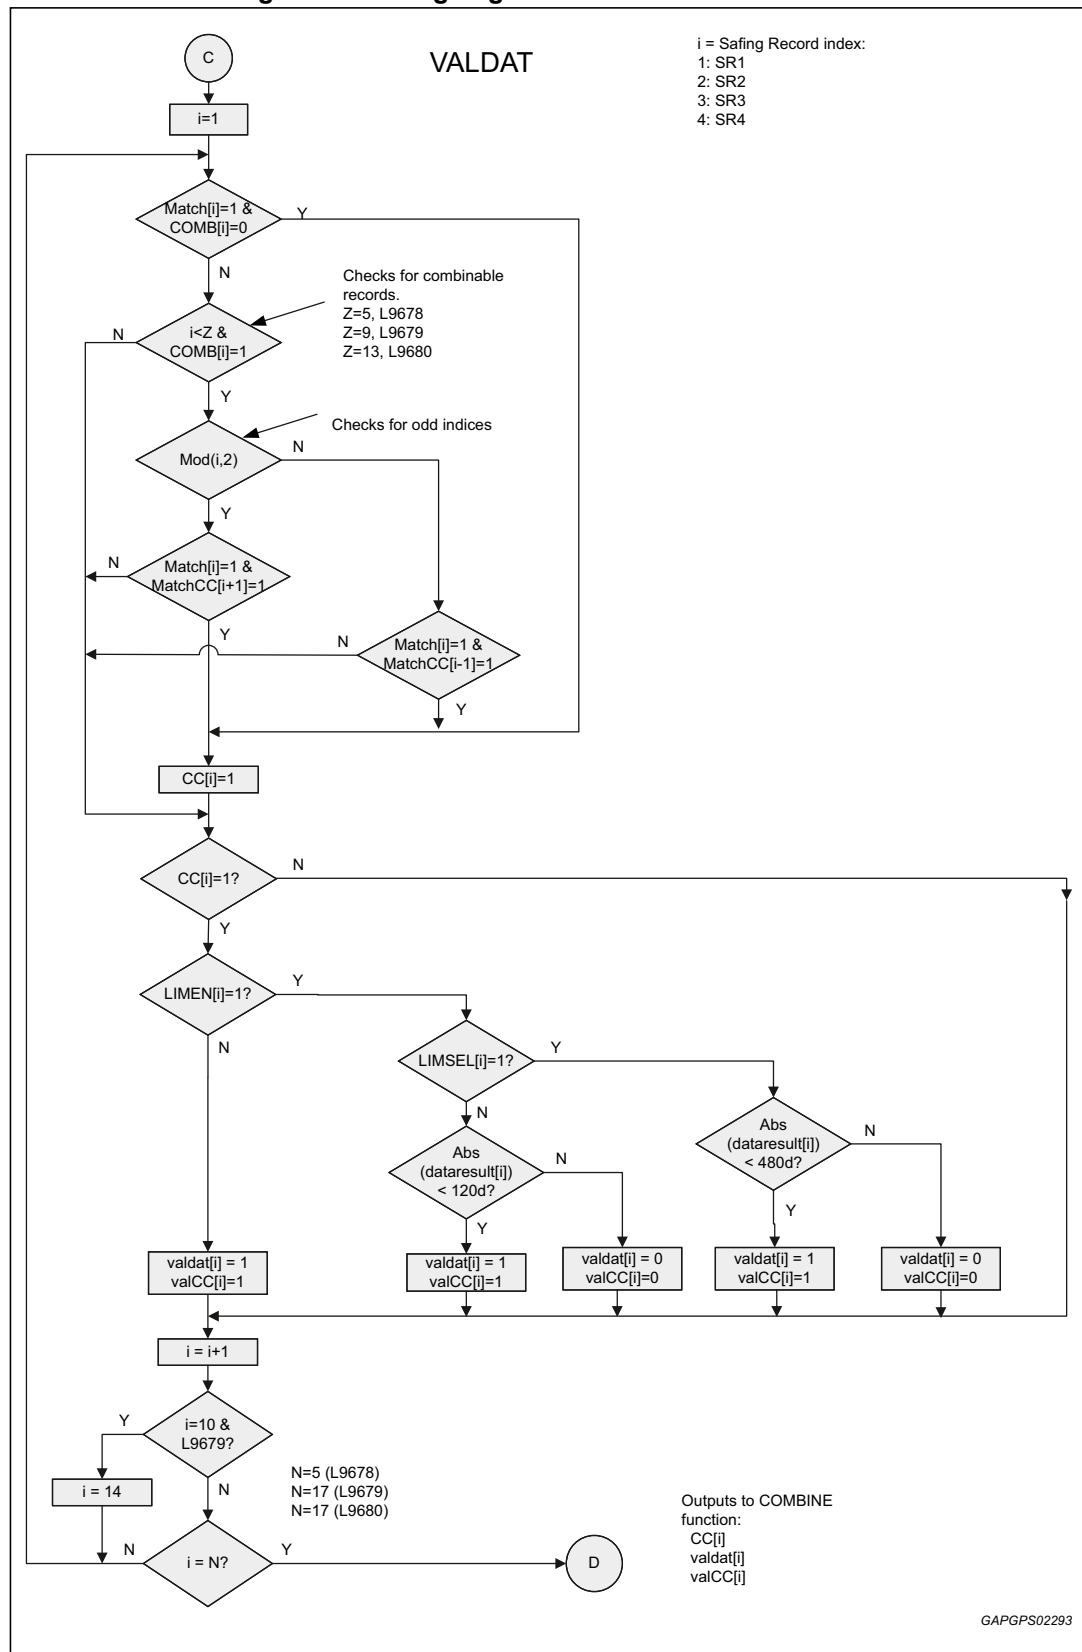 C
VALDAT
i = Safing Record index:
1: SR1
2: SR2
3: SR3
4: SR4
i=1
Match[i]=1 &
COMB[i]=0
Y
N
Checks for combinable
records.
Z=5, L9678
Z=9, L9679
Z=13, L9680
N
i<Z &
COMB[i]=1
Y
Checks for odd indices
Mod(i,2)
N
Y
N
Match[i]=1 &
MatchCC[i+1]=1
Y
N
Match[i]=1 &
MatchCC[i-1]=1
Y
CC[i]=1
CC[i]=1?
N
Y
LIMEN[i]=1?
Y
N
LIMSEL[i]=1?
Y
N
Abs
(dataresult[i])
< 120d?
N
Y
Abs
(dataresult[i])
< 480d?
N
Y
valdat[i] = 1
valCC[i]=1
valdat[i] = 1
valCC[i]=1
valdat[i] = 0
valCC[i]=0
valdat[i] = 1
valCC[i]=1
valdat[i] = 0
valCC[i]=0
i = i+1
Y
i=10 &
L9679?
N
i = 14
N=5 (L9678)
N=17 (L9679)
N=17 (L9680)
N
i = N?
Y
D
Outputs to COMBINE
function:
CC[i]
valdat[i]
valCC[i]
GAPGPS02293